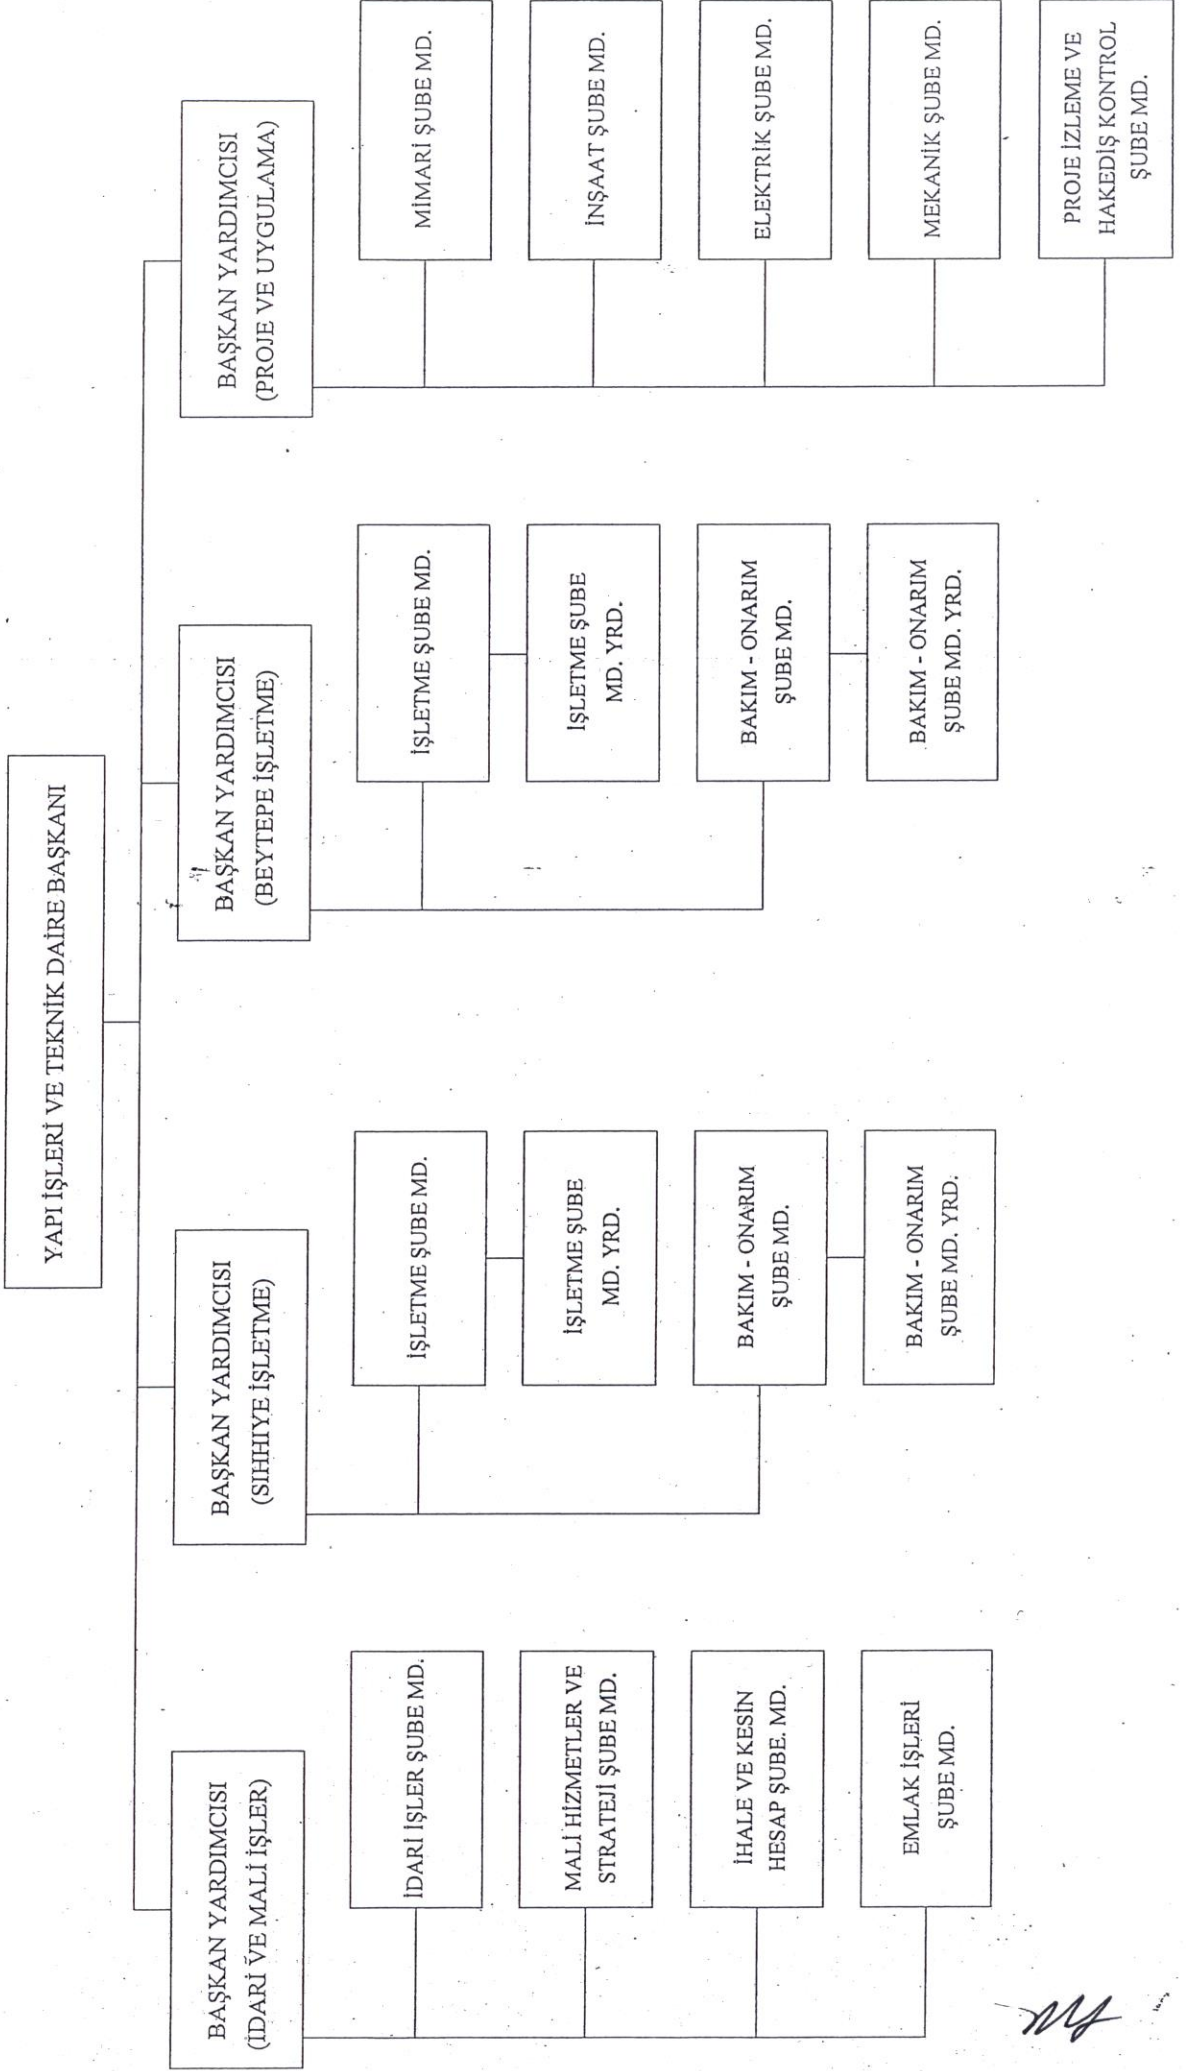 YAPI İŞLERİ VE TEKNİK DAİRE BAŞKANI
BAŞKAN YARDIMCISI
(İDARİ VE MALİ İŞLER)
İDARİ İŞLER ŞUBE MD.
MALİ HİZMETLER VE
STRATEJİ ŞUBE MD.
İHALE VE KESİN
HESAP ŞUBE. MD.
EMLAK İŞLERİ
ŞUBE MD.
BAŞKAN YARDIMCISI
(SIHHIYE İŞLETME)
İŞLETME ŞUBE MD.
İŞLETME ŞUBE
MD. YRD.
BAKIM - ONARIM
ŞUBE MD.
BAKIM - ONARIM
ŞUBE MD. YRD.
BAŞKAN YARDIMCISI
(BEYTEPE İŞLETME)
İŞLETME ŞUBE MD.
İŞLETME ŞUBE
MD. YRD.
BAKIM - ONARIM
ŞUBE MD.
BAKIM - ONARIM
ŞUBE MD. YRD.
BAŞKAN YARDIMCISI
(PROJE VE UYGULAMA)
MİMARİ ŞUBE MD.
İNŞAAT ŞUBE MD.
ELEKTRİK ŞUBE MD.
MEKANİK ŞUBE MD.
PROJE İZLEME VE
HAKEDİŞ KONTROL
ŞUBE MD.